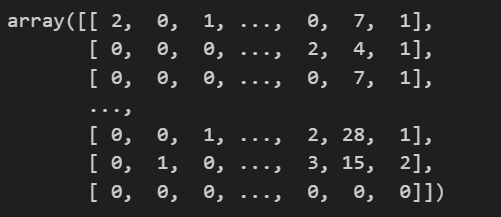 array([[ 2,  0,  1, ...,  0,  7,  1],
       [ 0,  0,  0, ...,  2,  4,  1],
       [ 0,  0,  0, ...,  0,  7,  1],
       ...,
       [ 0,  0,  1, ...,  2, 28,  1],
       [ 0,  1,  0, ...,  3, 15,  2],
       [ 0,  0,  0, ...,  0,  0,  0]])